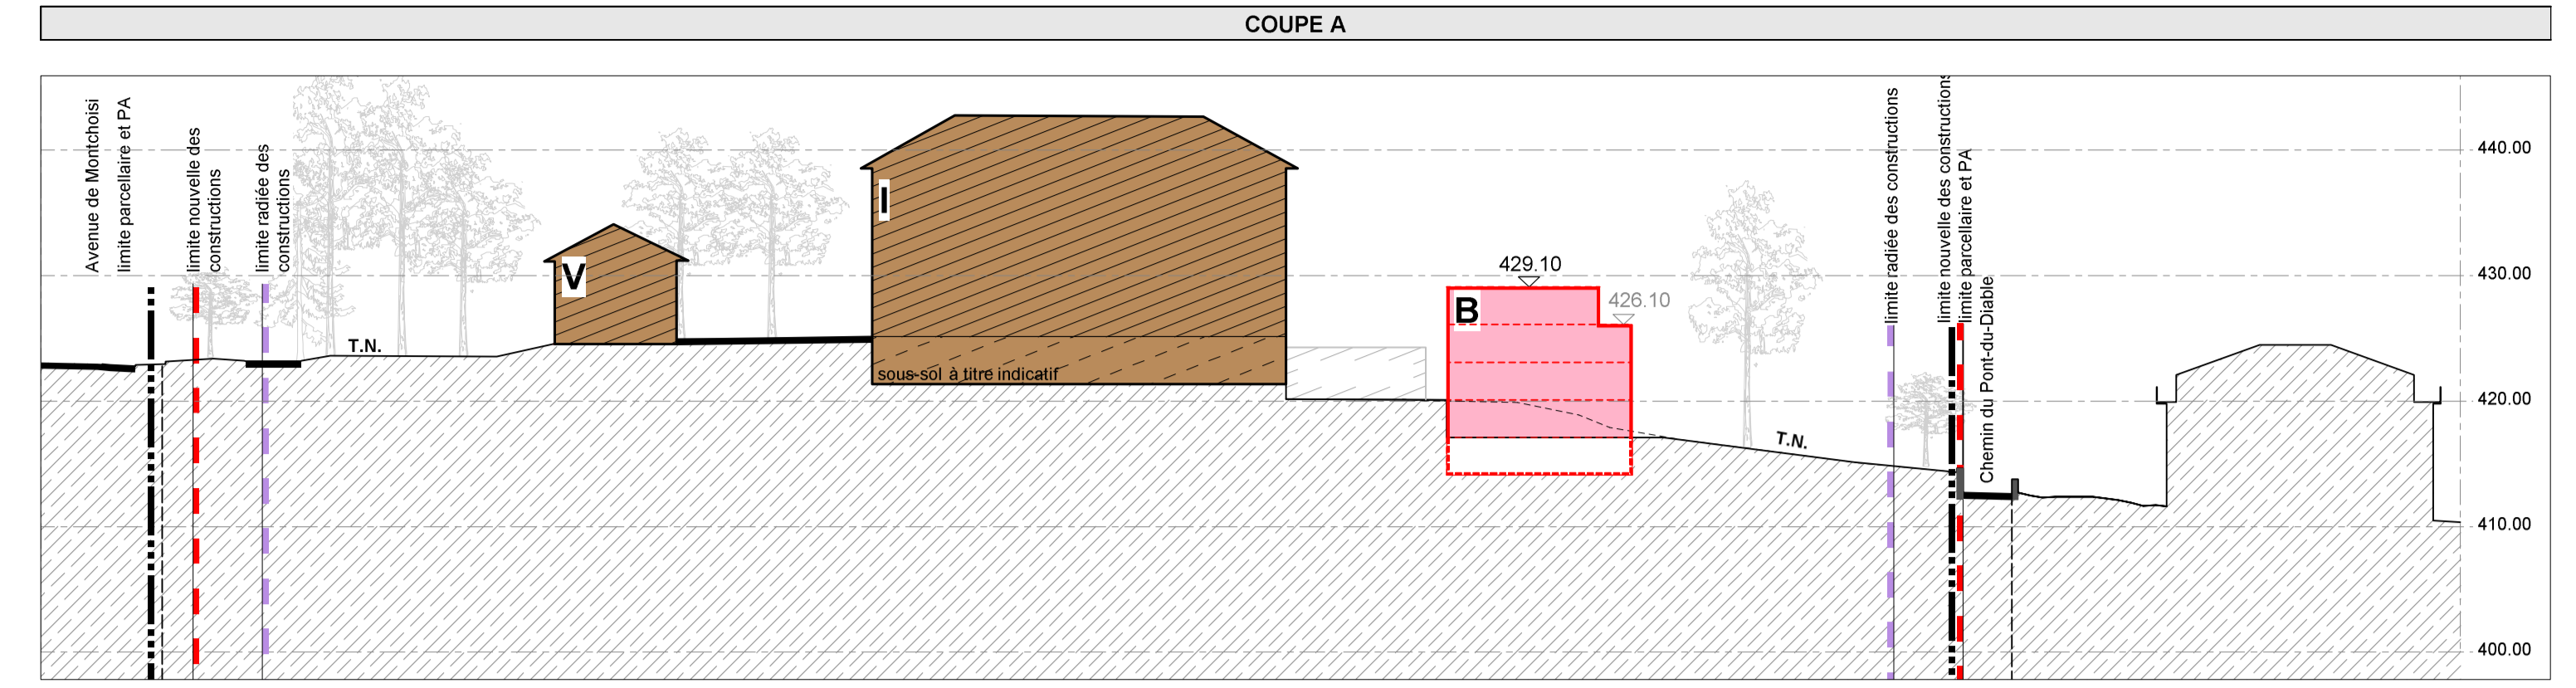 COUPE A
Avenue de Montchoisi
limite parcellaire et PA
limite nouvelle des
constructions
limite radiée des
constructions
T.N.
V
I
sous-sol à titre indicatif
429.10
426.10
B
T.N.
limite radiée des constructions
limite nouvelle des constructions
limite parcellaire et PA
Chemin du Pont-du-Diable
440.00
430.00
420.00
410.00
400.00